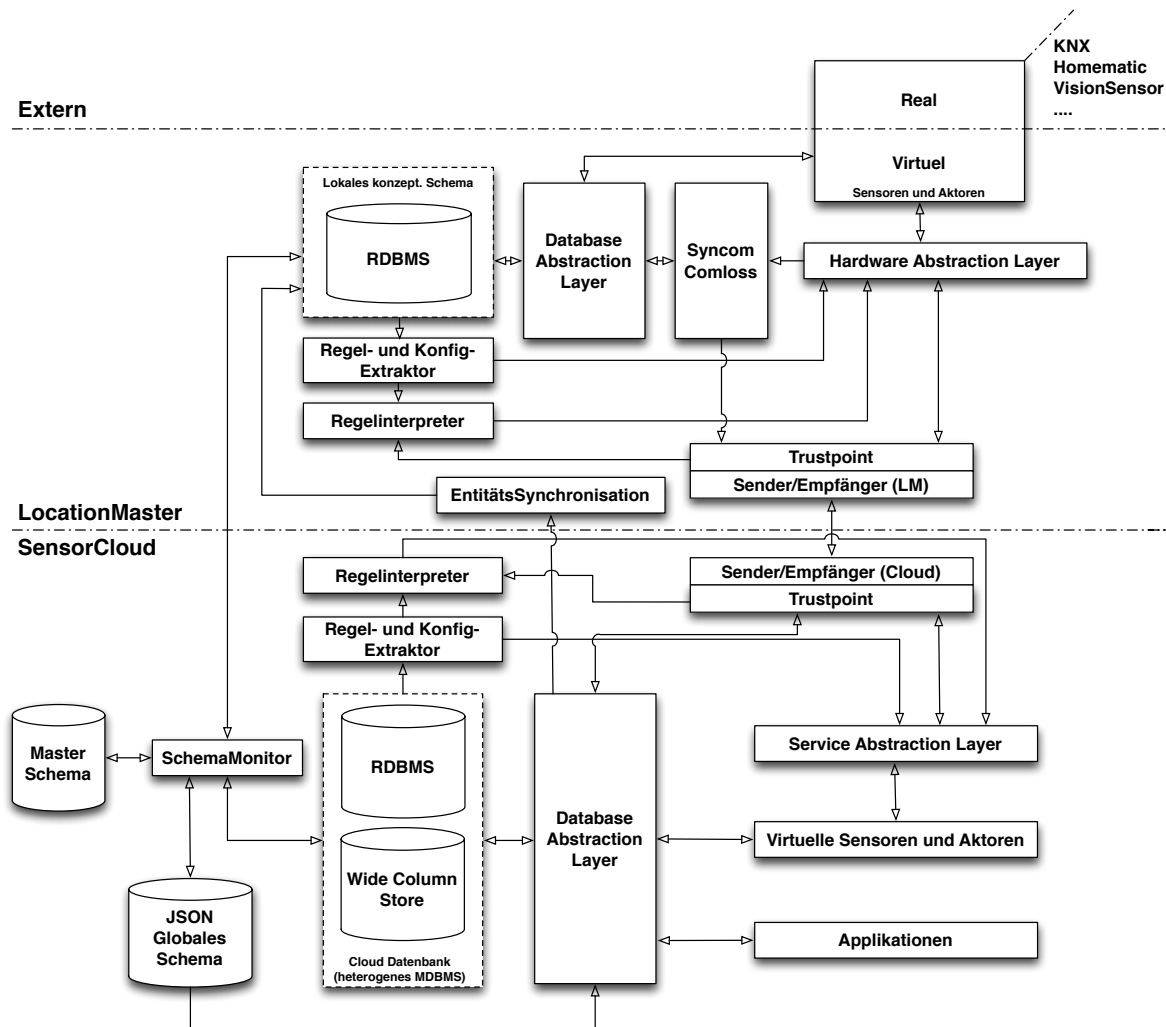 KNX
Homematic
VisionSensor
....
Extern
Real
Virtuel
Sensoren und Aktoren
Lokales konzept. Schema
RDBMS
Database
Abstraction
Layer
Syncom
Comloss
Hardware Abstraction Layer
Regel- und Konfig-
Extraktor
Regelinterpreter
Trustpoint
Sender/Empfänger (LM)
EntitätsSynchronisation
LocationMaster
SensorCloud
Sender/Empfänger (Cloud)
Trustpoint
Regelinterpreter
Regel- und Konfig-
Extraktor
Master
Schema
SchemaMonitor
RDBMS
Wide Column
Store
Cloud Datenbank
(heterogenes MDBMS)
Database
Abstraction
Layer
Service Abstraction Layer
Virtuelle Sensoren und Aktoren
Applikationen
JSON
Globales
Schema